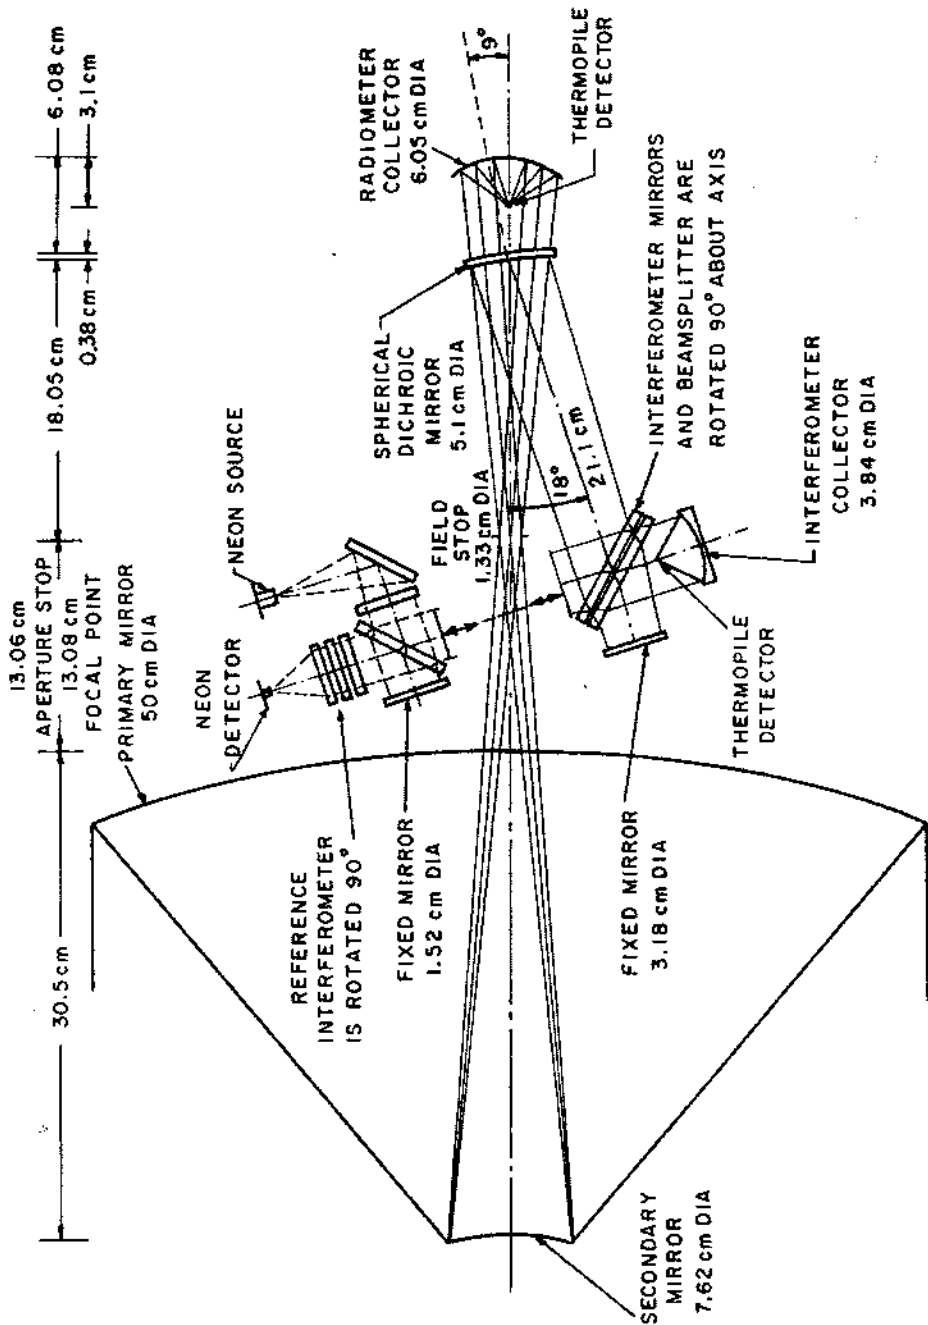 6.08 cm
3.1 cm
18.05 cm
0.38 cm
13.06 cm
APERTURE STOP
13.08 cm
FOCAL POINT
PRIMARY MIRROR
50 cm DIA
30.5 cm
NEON SOURCE
NEON
DETECTOR
RADIOMETER
COLLECTOR
6.05 cm DIA
9°
THERMOPILE
DETECTOR
SPHERICAL
DICHROIC
MIRROR
5.1 cm DIA
FIELD
STOP
1.33 cm DIA
18°
21.1 cm
INTERFEROMETER MIRRORS
AND BEAMSPLITTER ARE
ROTATED 90° ABOUT AXIS
INTERFEROMETER
COLLECTOR
3.84 cm DIA
THERMOPILE
DETECTOR
REFERENCE
INTERFEROMETER
IS ROTATED 90°
FIXED MIRROR
1.52 cm DIA
FIXED MIRROR
3.18 cm DIA
SECONDARY
MIRROR
7.62 cm DIA